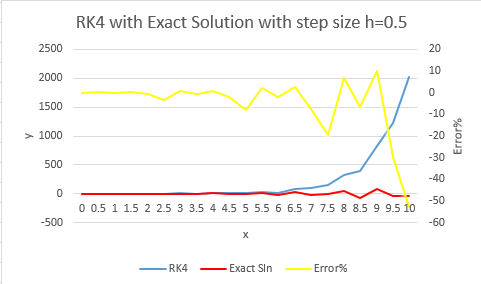 RK4 with Exact Solution with step size h=0.5
2500
2000
1500
1000
500
0
-500
y
20
10
0
-10
-20
-30
-40
-50
-60
Error%
0 0.5 1 1.5 2 2.5 3 3.5 4 4.5 5 5.5 6 6.5 7 7.5 8 8.5 9 9.5 10
x
RK4 Exact Sln Error%